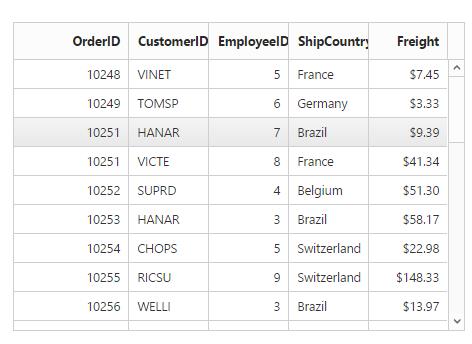 OrderID CustomerID EmployeeID ShipCountry Freight
10248 VINET 5 France $7.45
10249 TOMSP 6 Germany $3.33
10251 HANAR 7 Brazil $9.39
10251 VICTE 8 France $41.34
10252 SUPRD 4 Belgium $51.30
10253 HANAR 3 Brazil $58.17
10254 CHOPS 5 Switzerland $22.98
10255 RICSU 9 Switzerland $148.33
10256 WELLI 3 Brazil $13.97